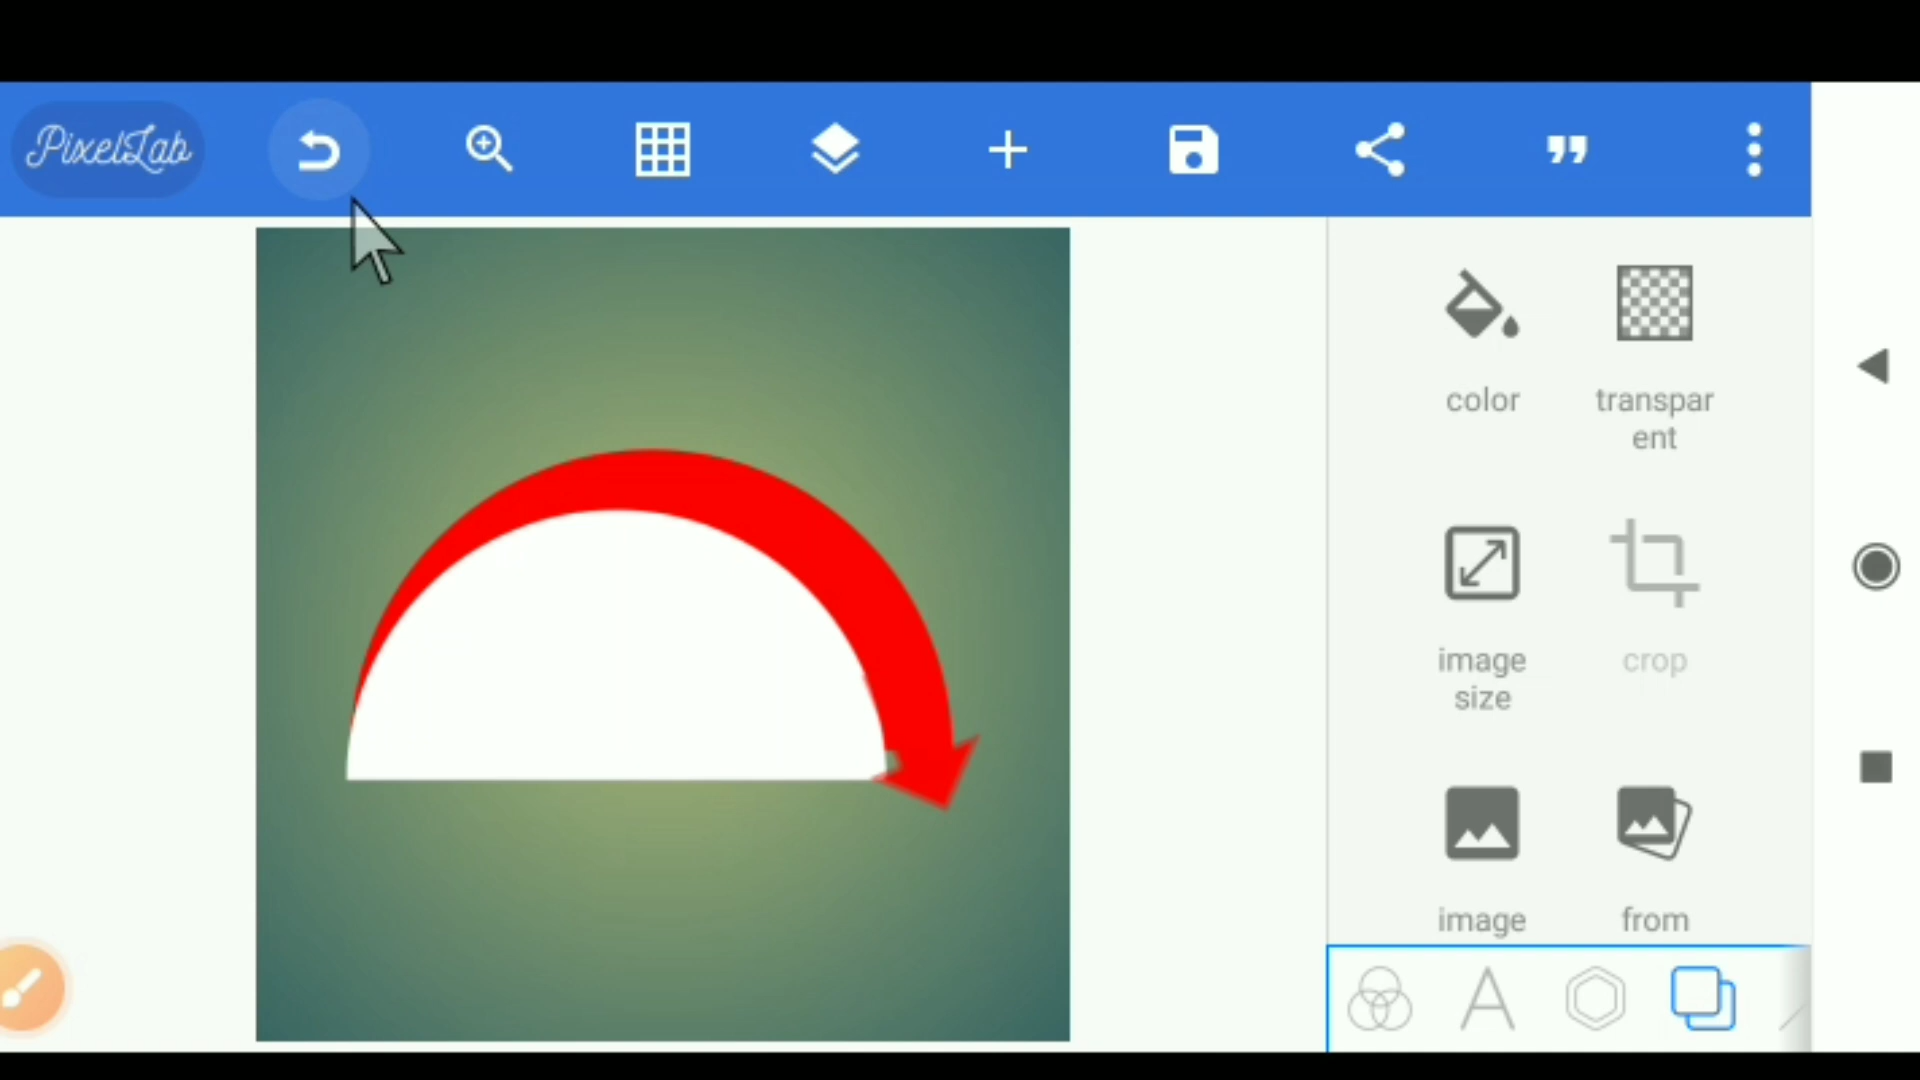 PixelLab
color
transpar
ent
image
size
crop
image
from